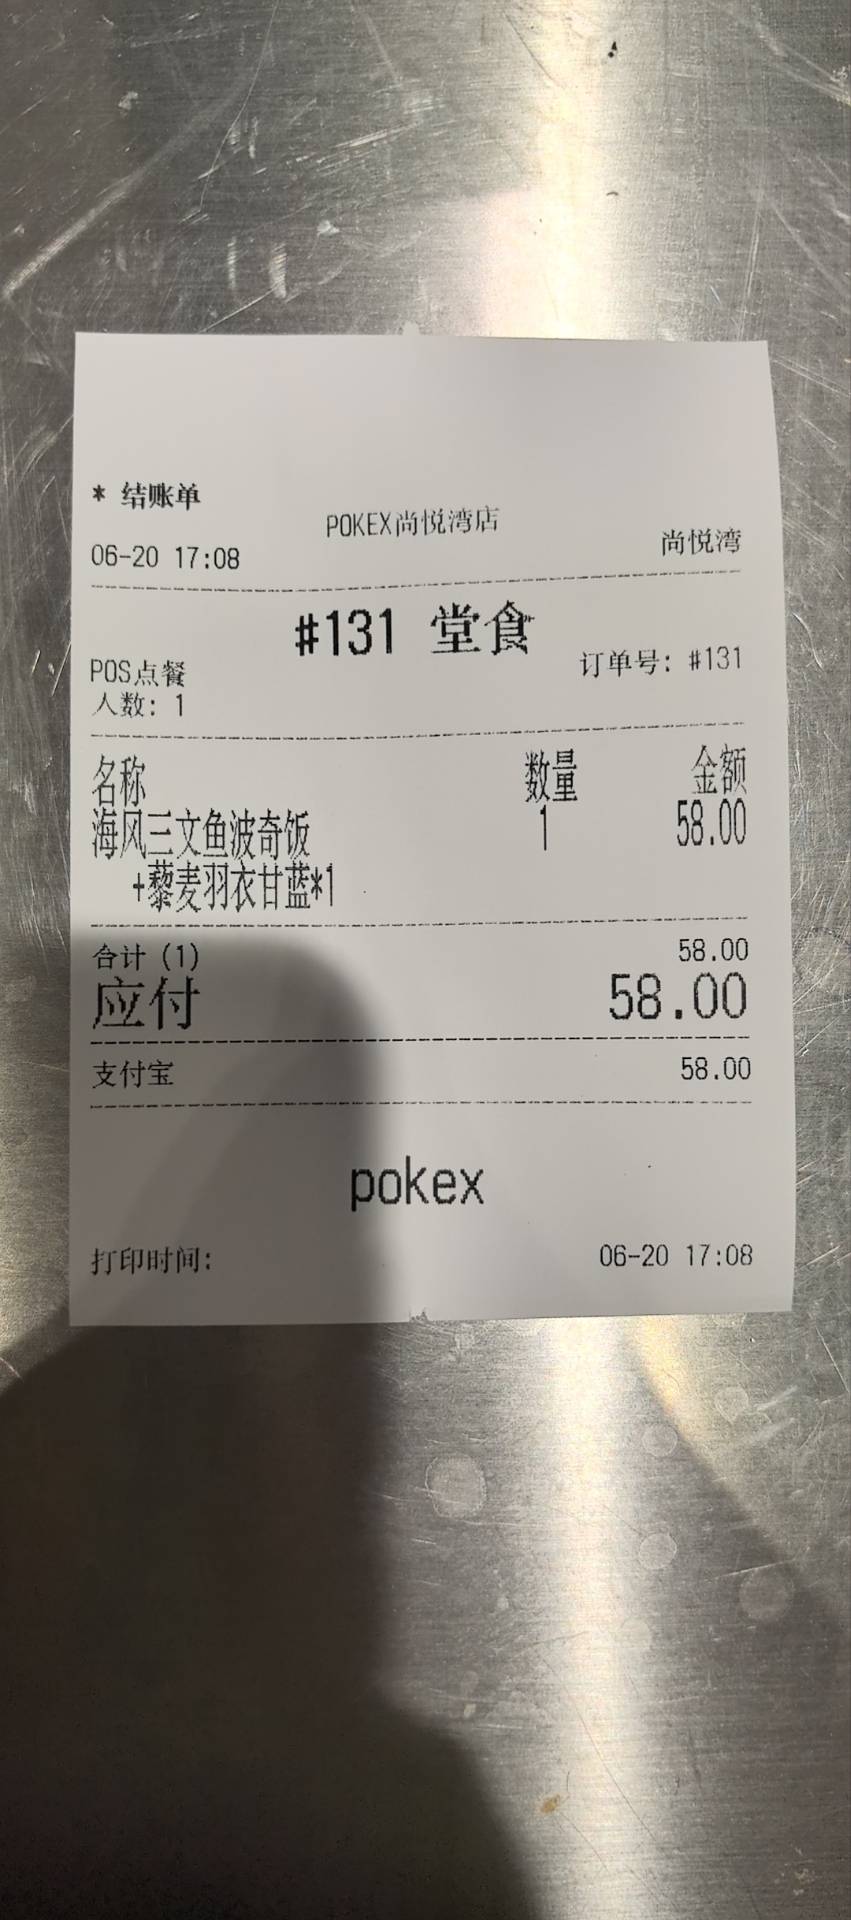 * 结账单
POKEX尚悦湾店
06-20 17:08 尚悦湾
#131 堂食
POS点餐 订单号: #131
人数: 1
名称 数量 金额
海风三文鱼波奇饭 1 58.00
+藜麦羽衣甘蓝*1
合计 (1) 58.00
应付 58.00
支付宝 58.00
pokex
打印时间: 06-20 17:08